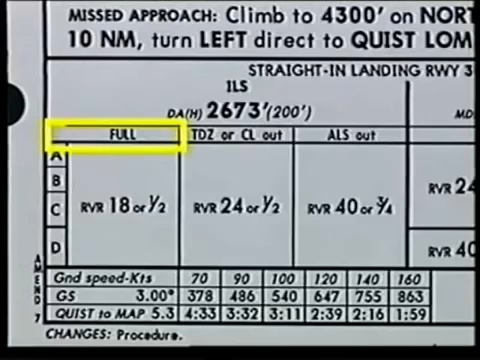 MISSED APPROACH: Climb to 4300' on
10 NM, turn LEFT direct to QUIST LOM
STRAIGHT-IN LANDING RWY
ILS
DA(H) 2673'(200')
FULL TDZ or CL out ALS out
A
B
C
D
RVR 18 or ½ RVR 24 or ½ RVR 40 or ¾
RVR 24
RVR 40
Gnd speed-Kts 70 90 100 120 140 160
GS 3.00° 378 486 540 647 755 863
QUIST to MAP 5.3 4:33 3:32 3:11 2:39 2:16 1:59
AMEND 7
CHANGES: Procedure.